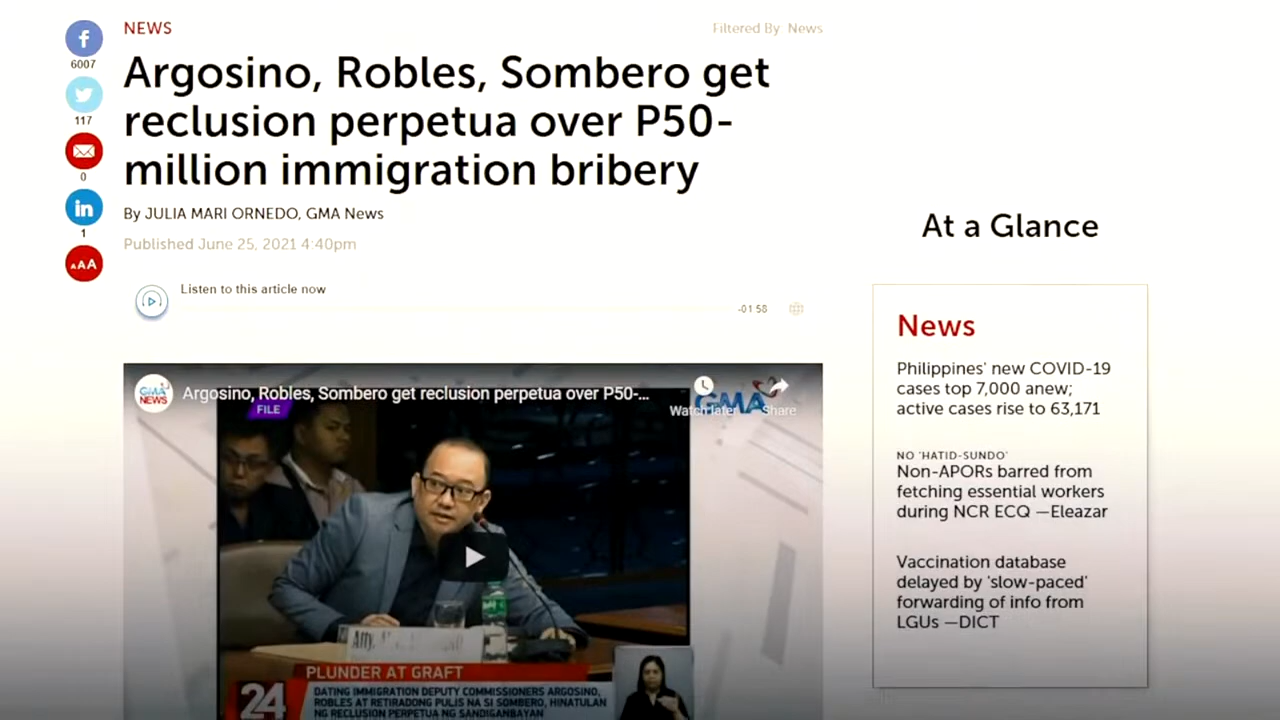 NEWS
Filtered By News
Argosino, Robles, Sombero get
reclusion perpetua over P50-
million immigration bribery
By JULIA MARI ORNEDO, GMA News
Published June 25, 2021 4:40pm
6007
117
0
in
1
AAA
Listen to this article now
-01:58
GMA
NEWS
Argosino, Robles, Sombero get reclusion perpetua over P50-...
FILE
GMA
Watch later
Share
Atty.
PLUNDER AT GRAFT
24
DATING IMMIGRATION DEPUTY COMMISSIONERS ARGOSINO,
ROBLES AT RETIRADONG PULIS NA SI SOMBERO, HINATULAN
NG RECLUSION PERPETUA NG SANDIGANBAYAN
At a Glance
News
Philippines' new COVID-19
cases top 7,000 anew;
active cases rise to 63,171
NO 'HATID-SUNDO'
Non-APORs barred from
fetching essential workers
during NCR ECQ —Eleazar
Vaccination database
delayed by 'slow-paced'
forwarding of info from
LGUs —DICT